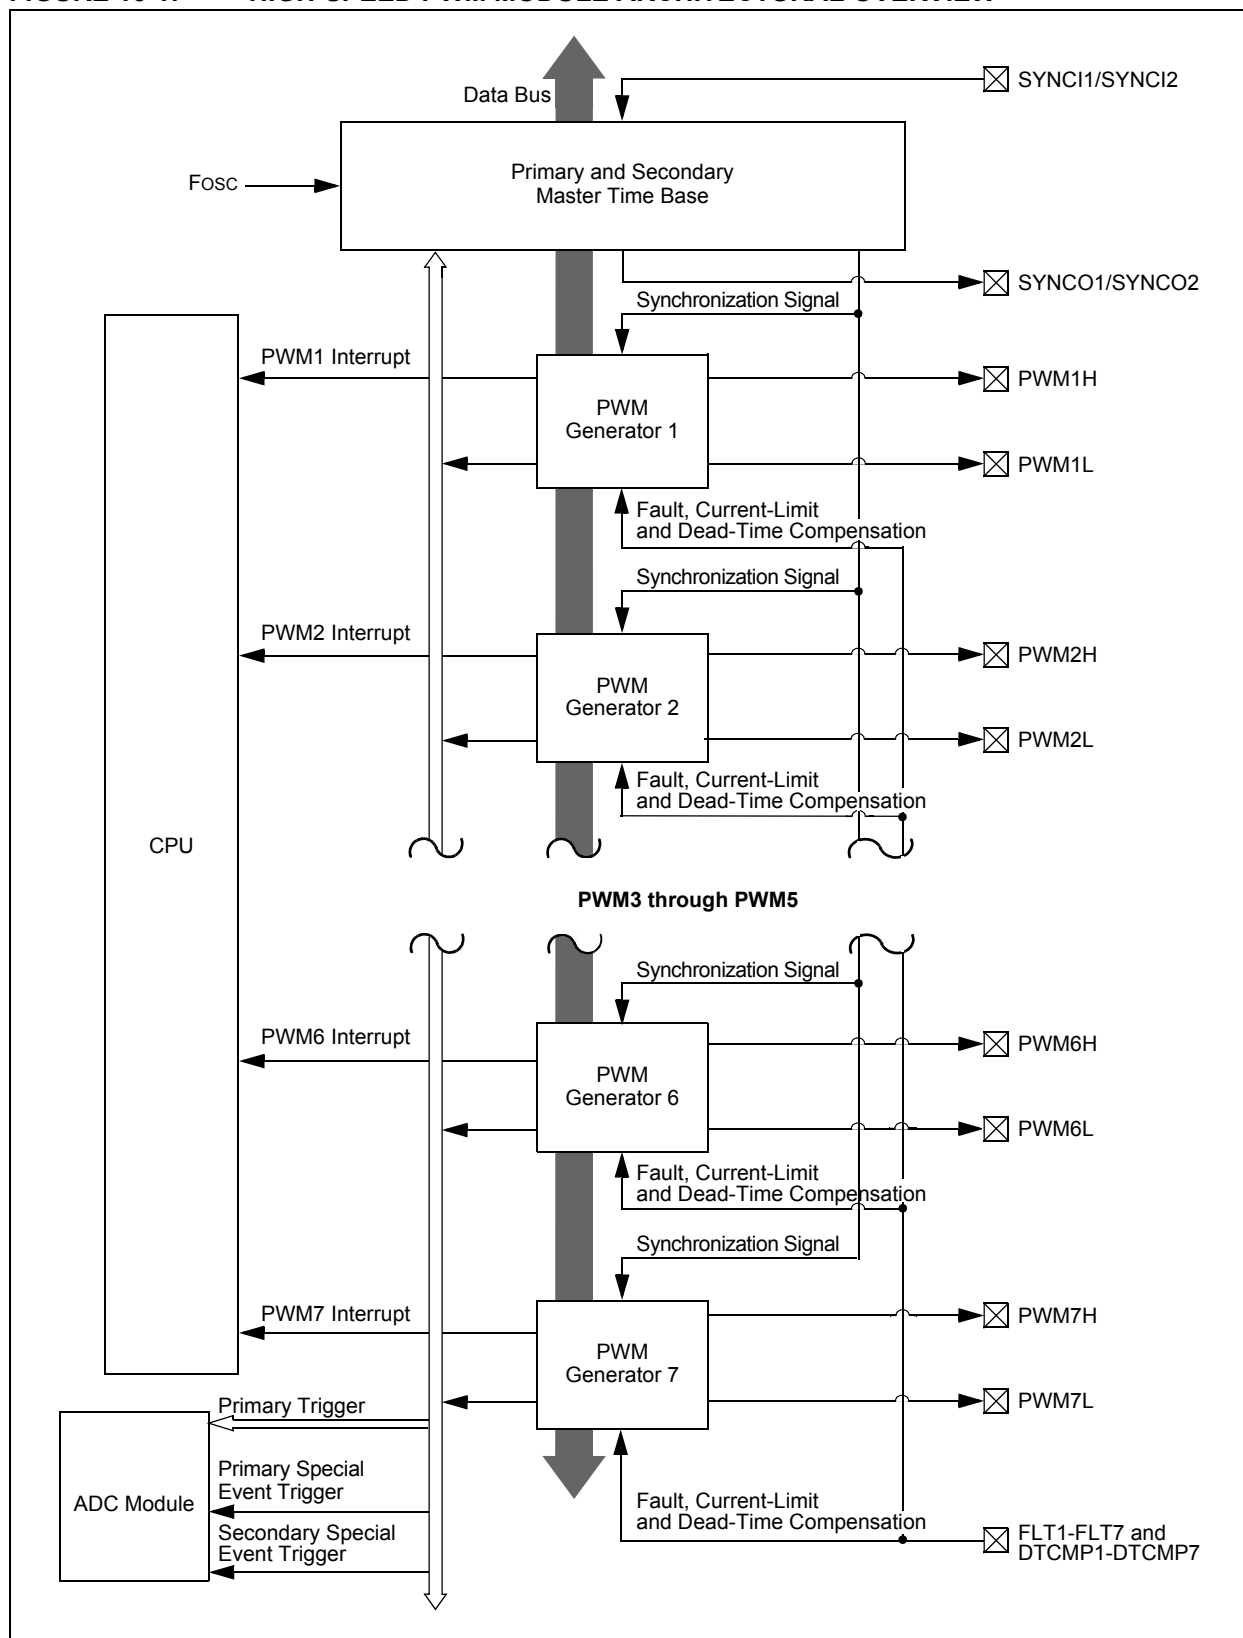 Data Bus
SYNCI1/SYNCI2
Primary and Secondary
Master Time Base
FOSC
SYNCO1/SYNCO2
Synchronization Signal
PWM1 Interrupt
PWM
Generator 1
PWM1H
PWM1L
Fault, Current-Limit
and Dead-Time Compensation
Synchronization Signal
PWM2 Interrupt
PWM
Generator 2
PWM2H
PWM2L
Fault, Current-Limit
and Dead-Time Compensation
CPU
PWM3 through PWM5
Synchronization Signal
PWM6 Interrupt
PWM
Generator 6
PWM6H
PWM6L
Fault, Current-Limit
and Dead-Time Compensation
Synchronization Signal
PWM7 Interrupt
PWM
Generator 7
PWM7H
PWM7L
Primary Trigger
ADC Module
Primary Special
Event Trigger
Secondary Special
Event Trigger
Fault, Current-Limit
and Dead-Time Compensation
FLT1-FLT7 and
DTCMP1-DTCMP7